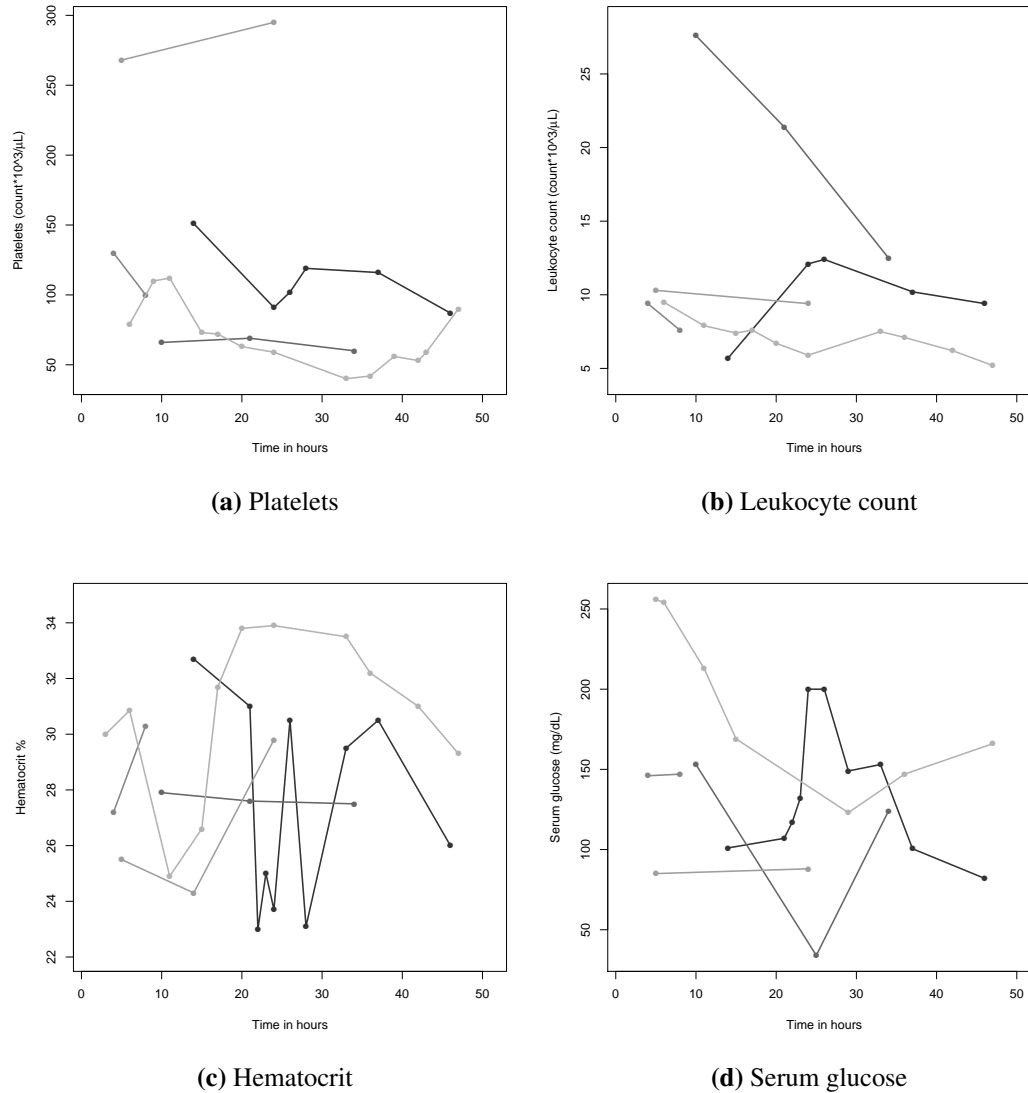 Platelets (count*10^3/μL)
50
100
150
200
250
300
0 10 20 30 40 50
Time in hours
(a) Platelets
Leukocyte count (count*10^3/μL)
5
10
15
20
25
0 10 20 30 40 50
Time in hours
(b) Leukocyte count
Hematocrit %
22
24
26
28
30
32
34
0 10 20 30 40 50
Time in hours
(c) Hematocrit
Serum glucose (mg/dL)
50
100
150
200
250
0 10 20 30 40 50
Time in hours
(d) Serum glucose